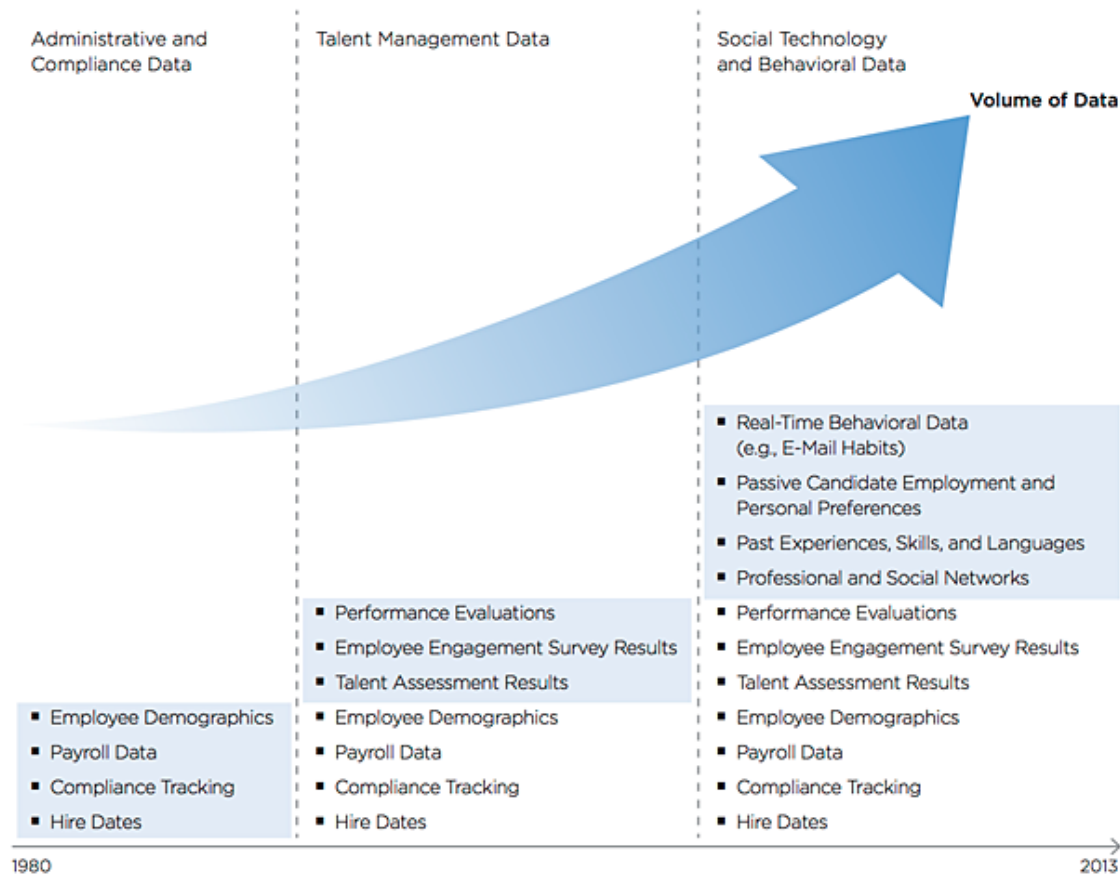 Administrative and
Compliance Data
Talent Management Data
Social Technology
and Behavioral Data
Volume of Data
▪ Employee Demographics
▪ Payroll Data
▪ Compliance Tracking
▪ Hire Dates
▪ Performance Evaluations
▪ Employee Engagement Survey Results
▪ Talent Assessment Results
▪ Employee Demographics
▪ Payroll Data
▪ Compliance Tracking
▪ Hire Dates
▪ Real-Time Behavioral Data
(e.g., E-Mail Habits)
▪ Passive Candidate Employment and
Personal Preferences
▪ Past Experiences, Skills, and Languages
▪ Professional and Social Networks
▪ Performance Evaluations
▪ Employee Engagement Survey Results
▪ Talent Assessment Results
▪ Employee Demographics
▪ Payroll Data
▪ Compliance Tracking
▪ Hire Dates
1980
2013